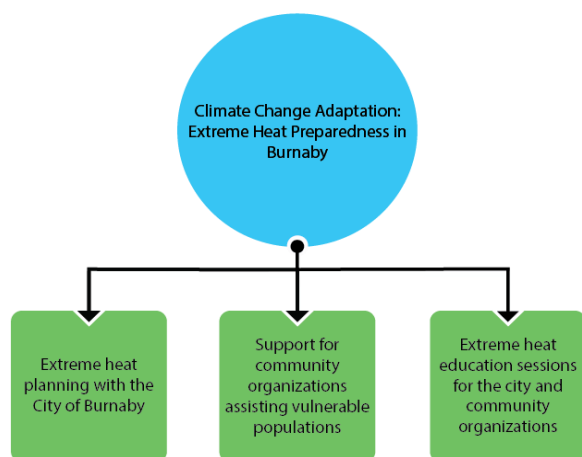 Climate Change Adaptation:
Extreme Heat Preparedness in
Burnaby
Extreme heat
planning with the
City of Burnaby
Support for
community
organizations
assisting vulnerable
populations
Extreme heat
education sessions
for the city and
community
organizations